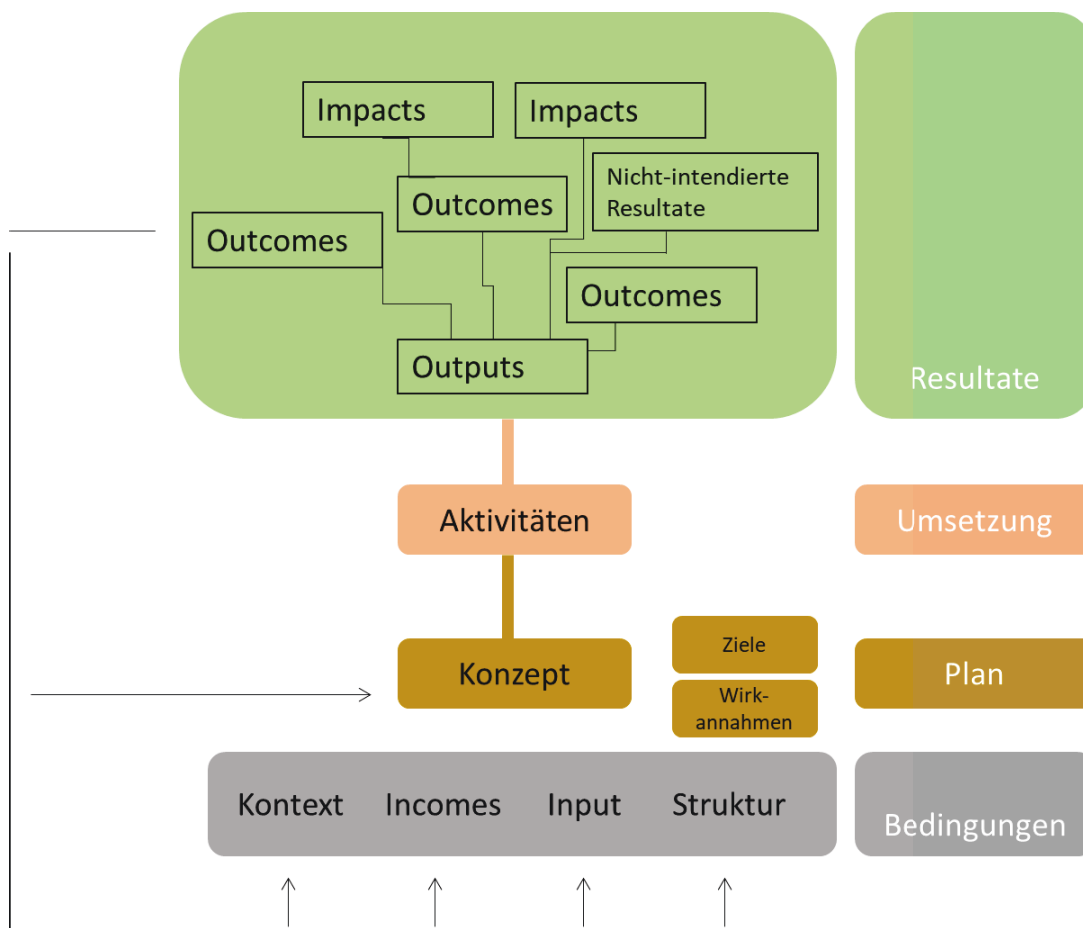 Impacts
Impacts
Nicht-intendierte
Resultate
Outcomes
Outcomes
Outcomes
Outputs
Resultate
Aktivitäten
Umsetzung
Ziele
Konzept
Plan
Wirk-
annahmen
Kontext
Incomes
Input
Struktur
Bedingungen